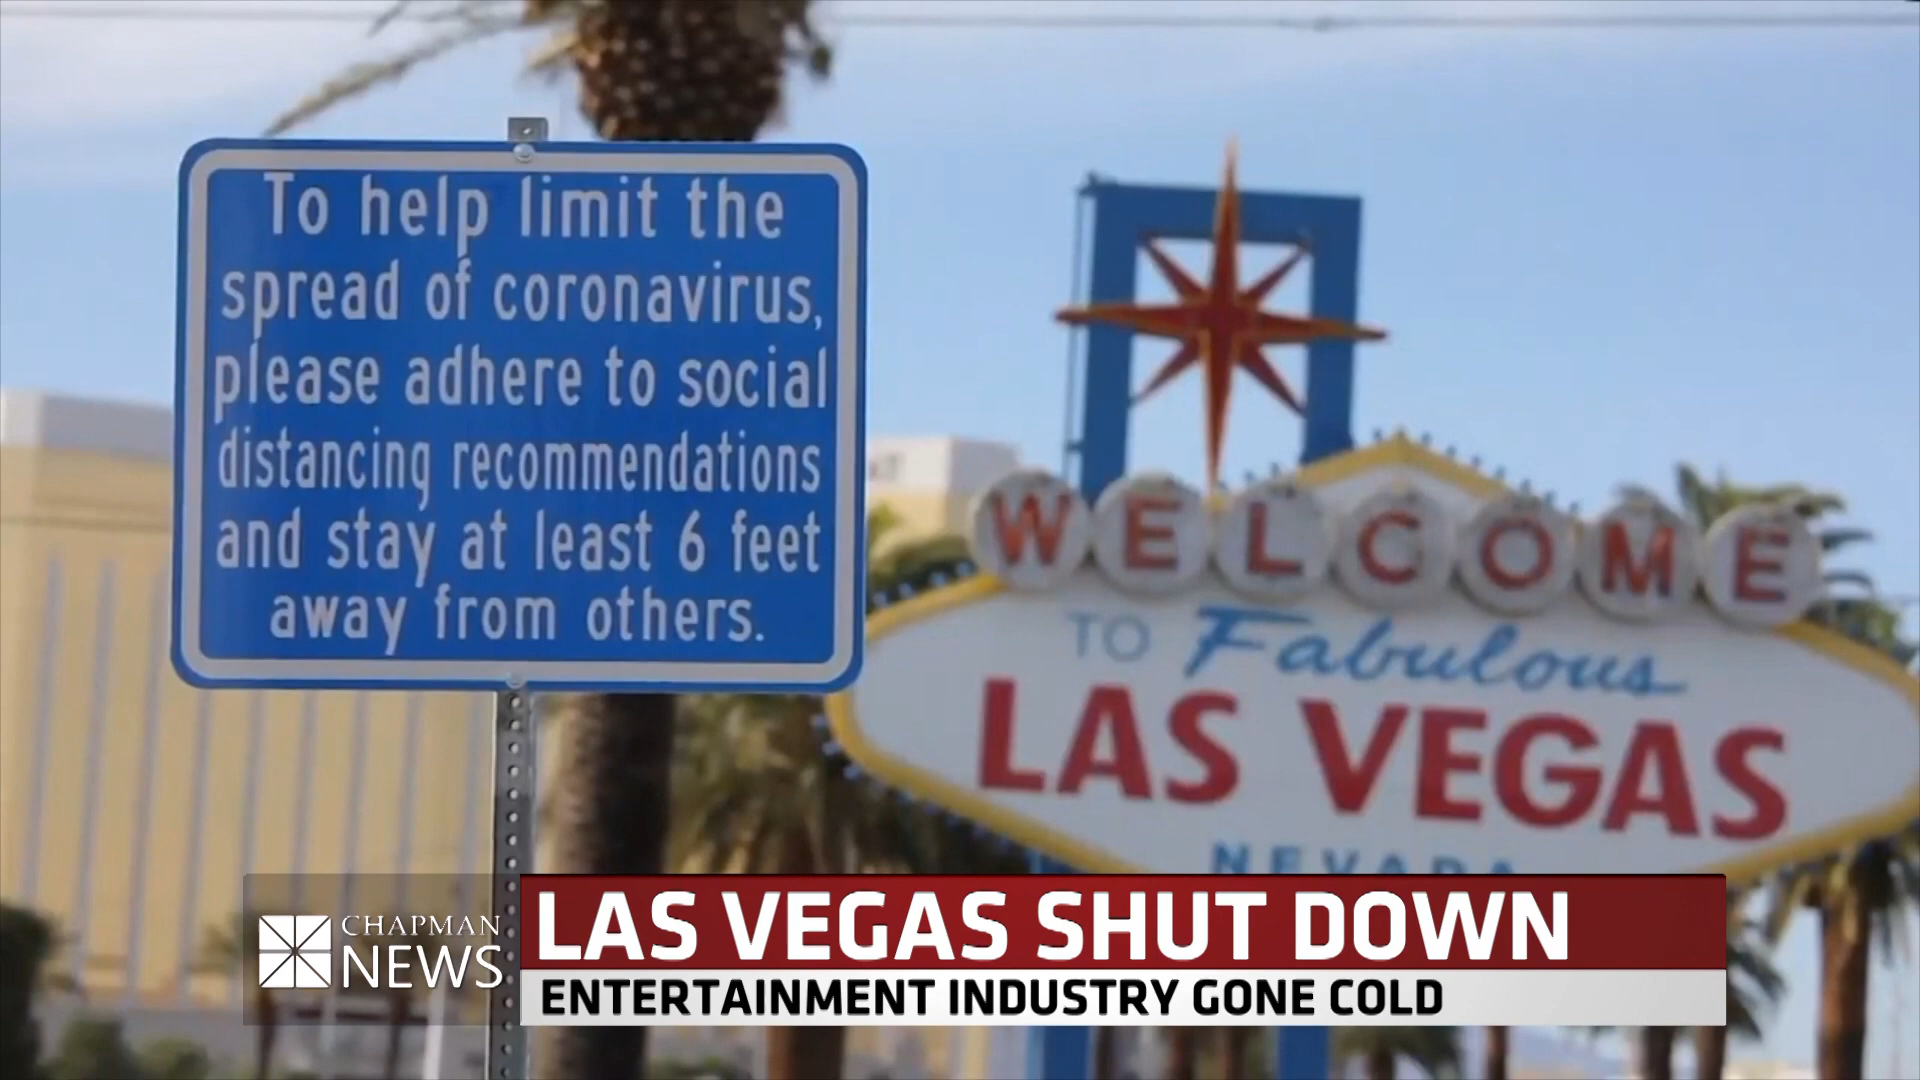 To help limit the
spread of coronavirus,
please adhere to social
distancing recommendations
and stay at least 6 feet
away from others.
WELCOME
TO Fabulous
LAS VEGAS
NEVADA
CHAPMAN
NEWS
LAS VEGAS SHUT DOWN
ENTERTAINMENT INDUSTRY GONE COLD